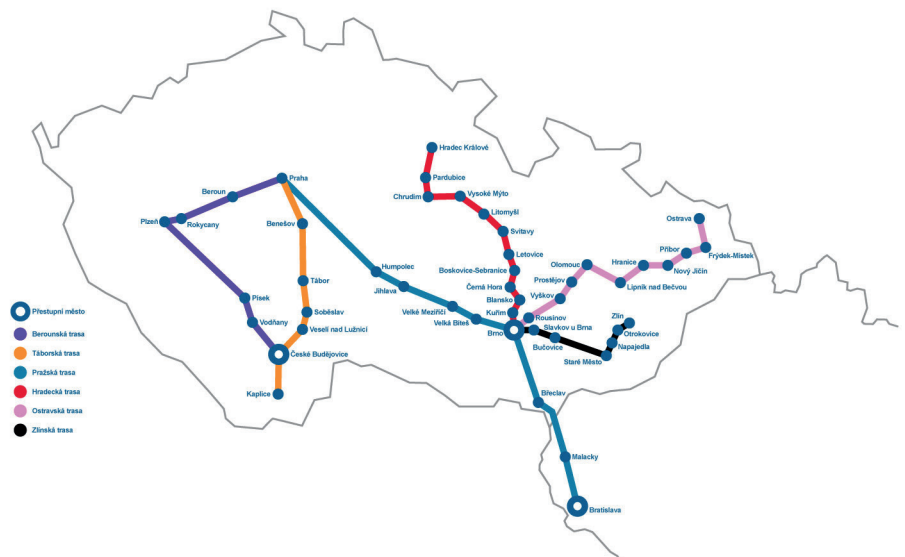 Hradec Králové
Pardubice
Chrudim
Vysoké Mýto
Litomyšl
Svitavy
Letovice
Boskovice-Sebranice
Černá Hora
Blansko
Kuřim
Brno
Praha
Beroun
Plzeň
Rokycany
Benešov
Tábor
Písek
Soběslav
Vodňany
Veselí nad Lužnicí
České Budějovice
Kaplice
Humpolec
Jihlava
Velké Meziříčí
Velká Bíteš
Ostrava
Příbor
Frýdek-Místek
Hranice
Nový Jičín
Olomouc
Lipník nad Bečvou
Prostějov
Vyškov
Rousínov
Slavkov u Brna
Bučovice
Zlín
Otrokovice
Napajedla
Staré Město
Břeclav
Malacky
Bratislava
Přestupní město
Berounská trasa
Táborská trasa
Pražská trasa
Hradecká trasa
Ostravská trasa
Zlínská trasa